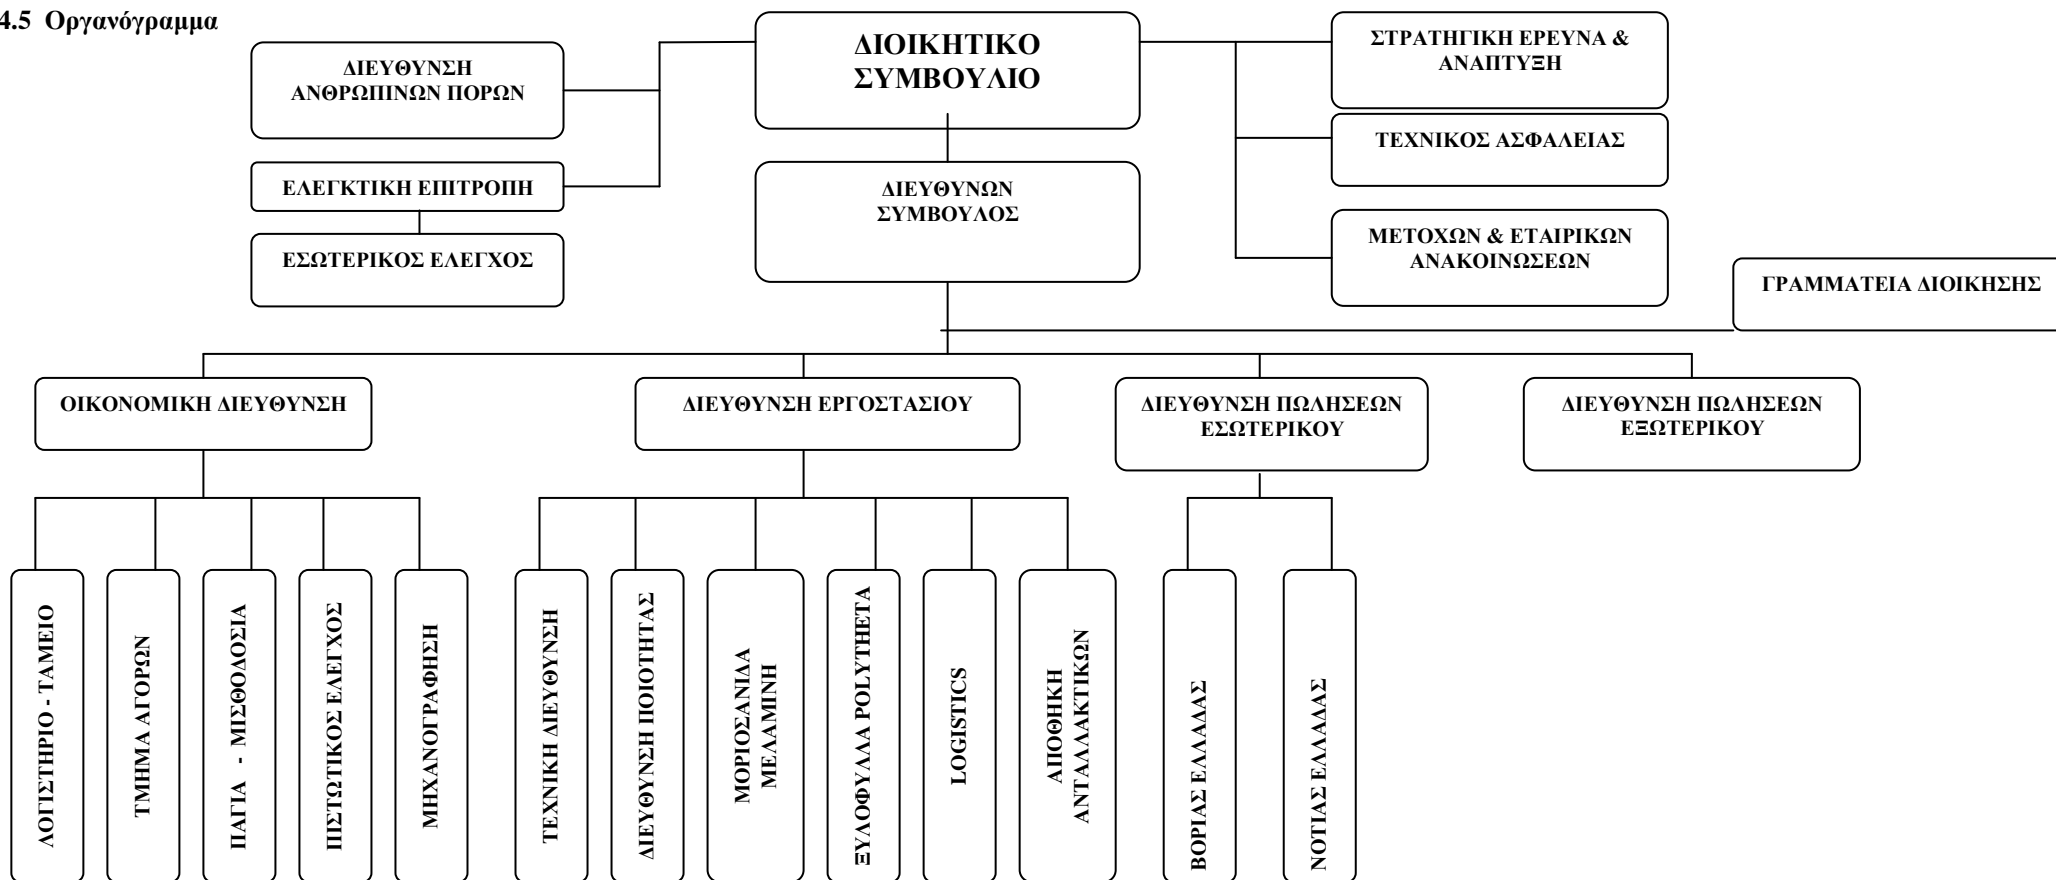 4.5 Οργανόγραμμα
ΔΙΟΙΚΗΤΙΚΟ
ΣΥΜΒΟΥΛΙΟ
ΔΙΕΥΘΥΝΣΗ
ΑΝΘΡΩΠΙΝΩΝ ΠΟΡΩΝ
ΣΤΡΑΤΗΓΙΚΗ ΕΡΕΥΝΑ &
ΑΝΑΠΤΥΞΗ
ΤΕΧΝΙΚΟΣ ΑΣΦΑΛΕΙΑΣ
ΕΛΕΓΚΤΙΚΗ ΕΠΙΤΡΟΠΗ
ΔΙΕΥΘΥΝΩΝ
ΣΥΜΒΟΥΛΟΣ
ΜΕΤΟΧΩΝ & ΕΤΑΙΡΙΚΩΝ
ΑΝΑΚΟΙΝΩΣΕΩΝ
ΕΣΩΤΕΡΙΚΟΣ ΕΛΕΓΧΟΣ
ΓΡΑΜΜΑΤΕΙΑ ΔΙΟΙΚΗΣΗΣ
ΟΙΚΟΝΟΜΙΚΗ ΔΙΕΥΘΥΝΣΗ
ΔΙΕΥΘΥΝΣΗ ΕΡΓΟΣΤΑΣΙΟΥ
ΔΙΕΥΘΥΝΣΗ ΠΩΛΗΣΕΩΝ
ΕΣΩΤΕΡΙΚΟΥ
ΔΙΕΥΘΥΝΣΗ ΠΩΛΗΣΕΩΝ
ΕΞΩΤΕΡΙΚΟΥ
ΛΟΓΙΣΤΗΡΙΟ - ΤΑΜΕΙΟ
ΤΜΗΜΑ ΑΓΟΡΩΝ
ΠΑΓΙΑ - ΜΙΣΘΟΔΟΣΙΑ
ΠΙΣΤΩΤΙΚΟΣ ΕΛΕΓΧΟΣ
ΜΗΧΑΝΟΓΡΑΦΗΣΗ
ΤΕΧΝΙΚΗ ΔΙΕΥΘΥΝΣΗ
ΔΙΕΥΘΥΝΣΗ ΠΟΙΟΤΗΤΑΣ
ΜΟΡΙΟΣΑΝΙΔΑ
ΜΕΛΑΜΙΝΗ
ΞΥΛΟΦΥΛΛΑ POLYTHETA
LOGISTICS
ΑΠΟΘΗΚΗ
ΑΝΤΑΛΛΑΚΤΙΚΩΝ
ΒΟΡΙΑΣ ΕΛΛΑΔΑΣ
ΝΟΤΙΑΣ ΕΛΛΑΔΑΣ